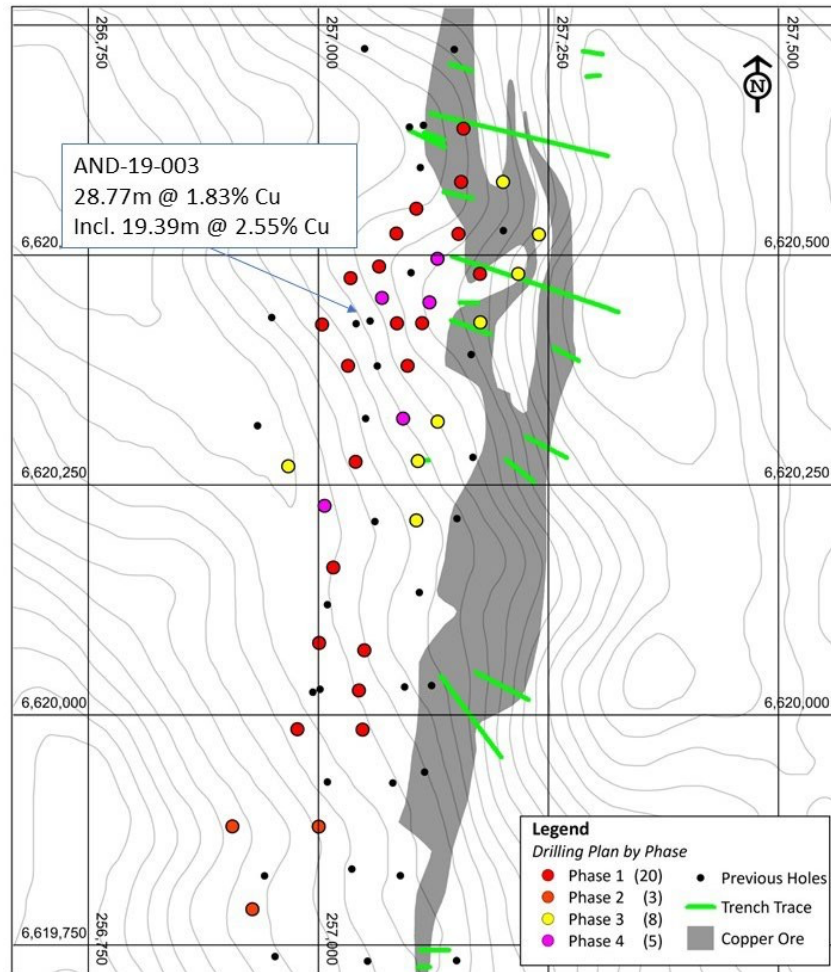 256,750
257,000
257,250
257,500
N
AND-19-003
28.77m @ 1.83% Cu
Incl. 19.39m @ 2.55% Cu
6,620,
500
6,620,500
6,620,250
6,620,250
6,620,000
6,620,000
Legend
Drilling Plan by Phase
Phase 1 (20)
Phase 2 (3)
Phase 3 (8)
Phase 4 (5)
Previous Holes
Trench Trace
Copper Ore
6,619,750
256,750
257,000